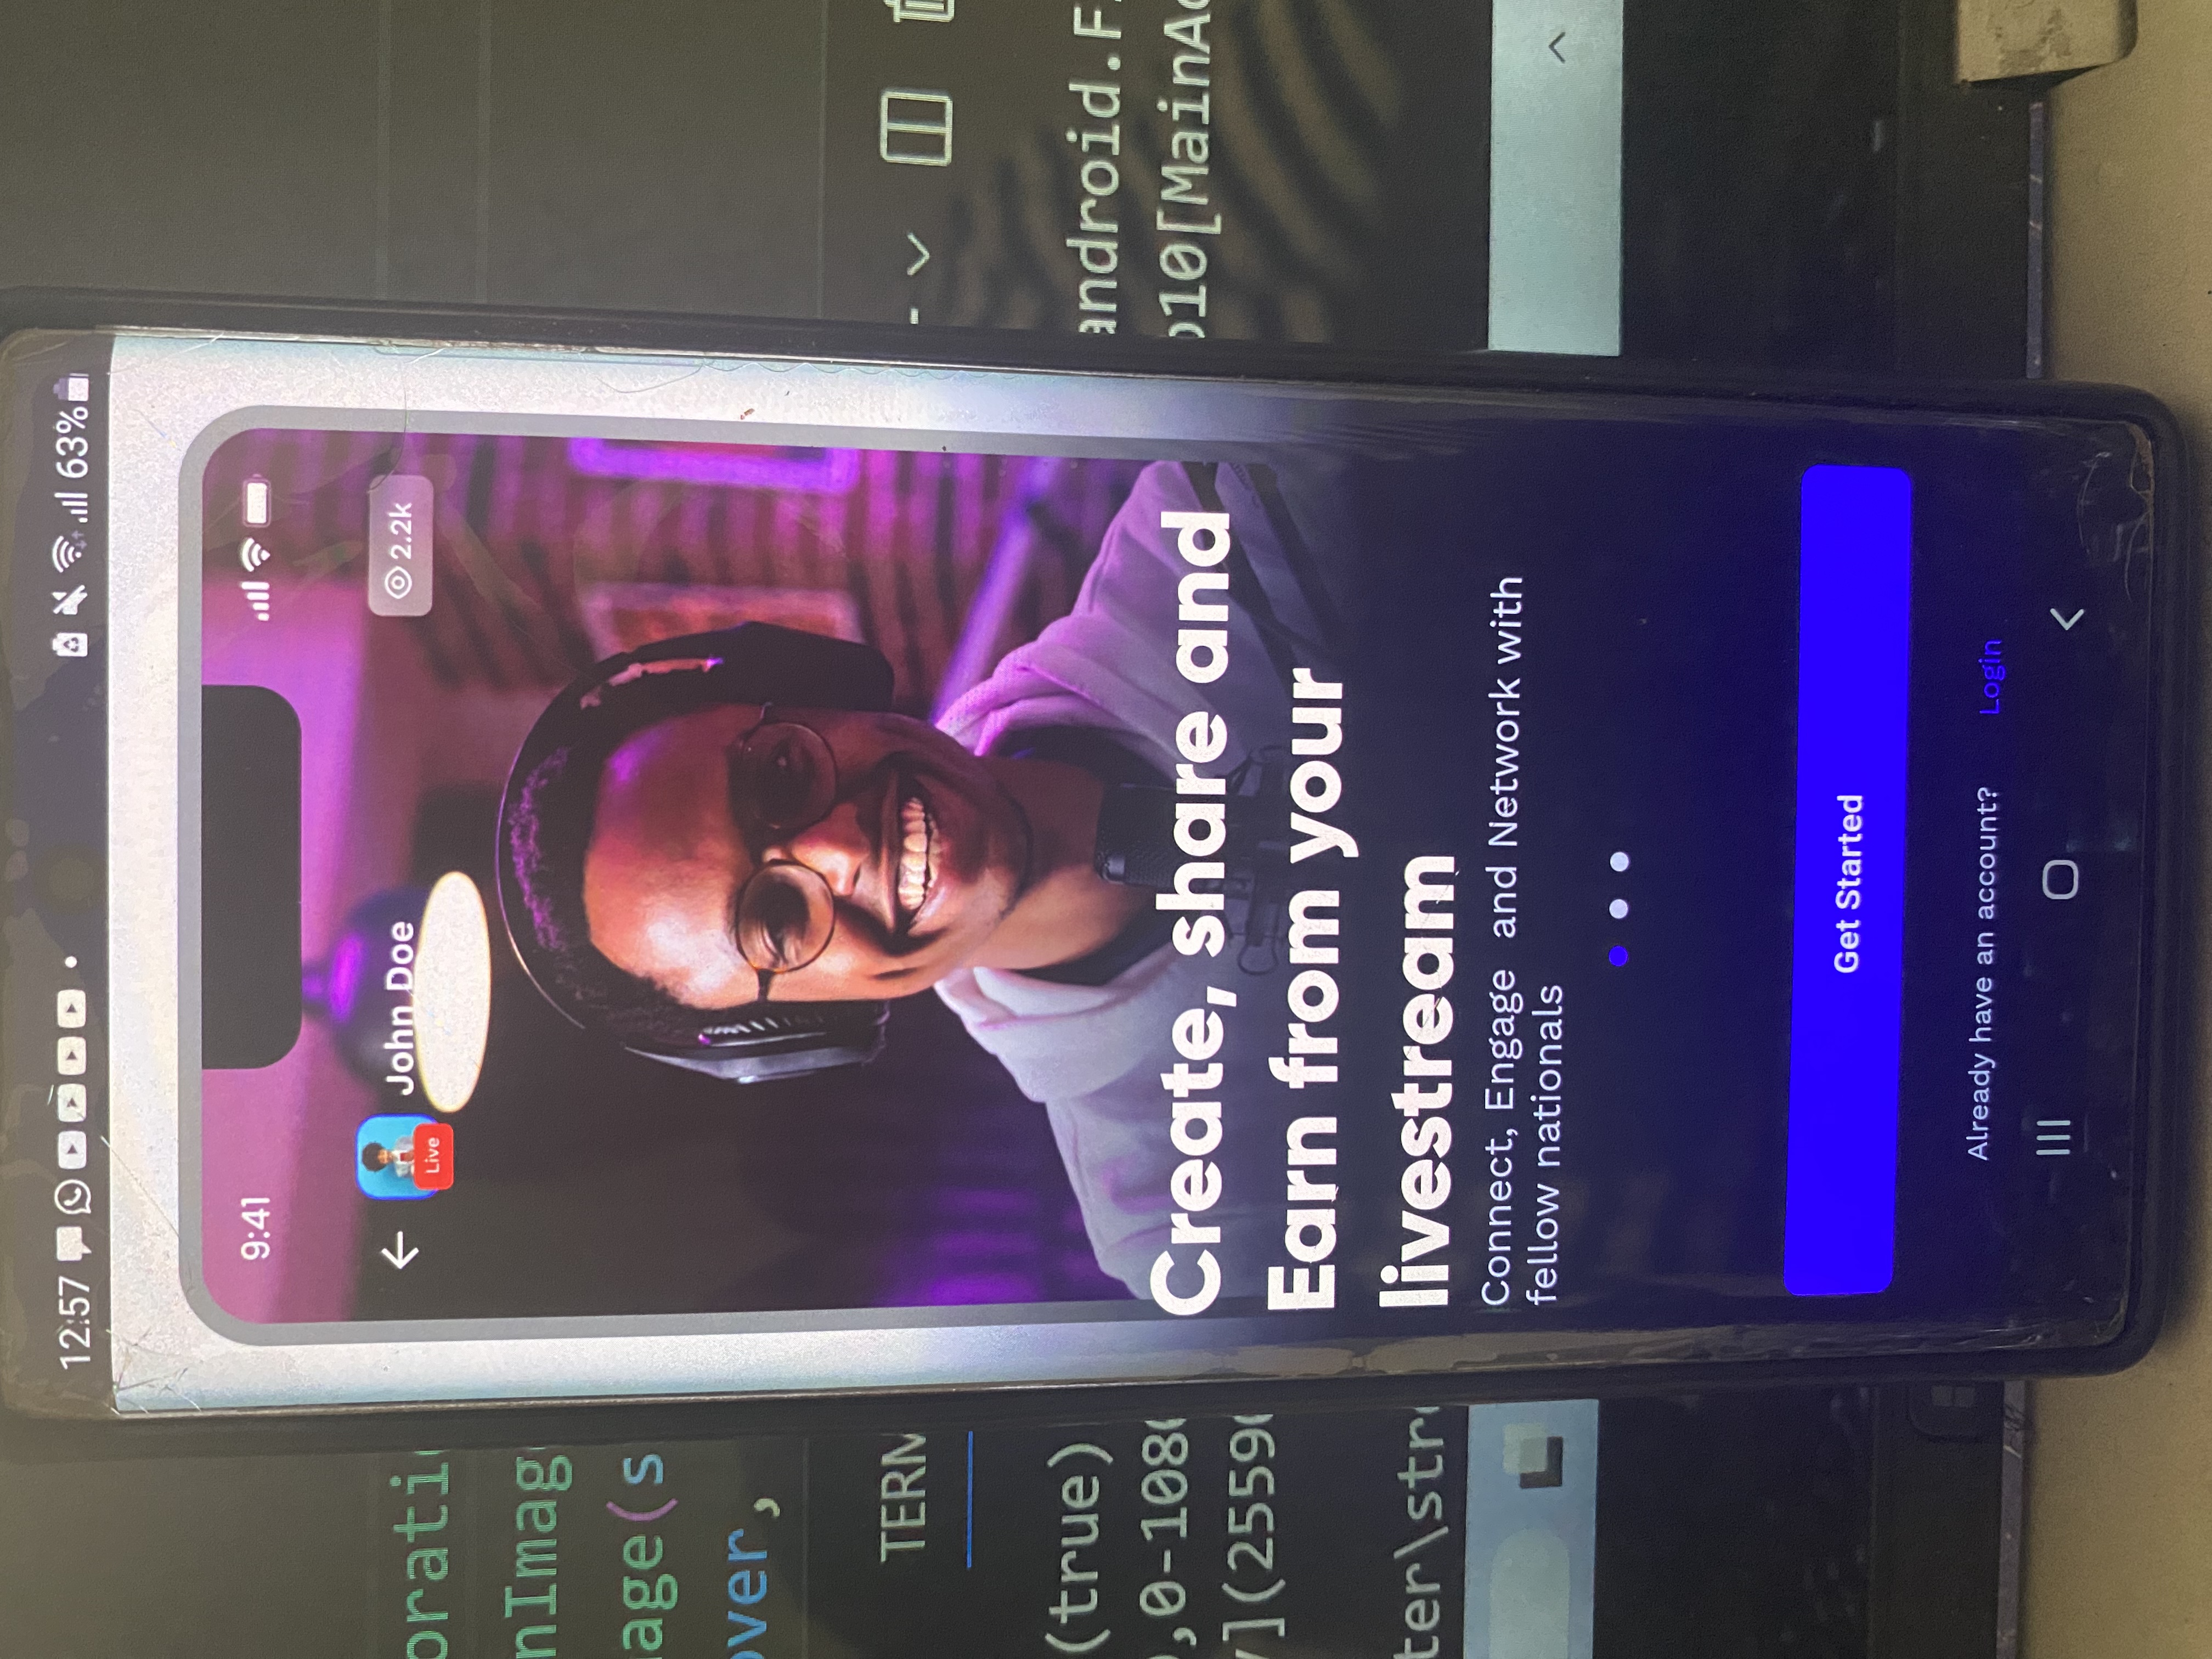 12:57
63%
9:41
John Doe
2.2k
Live
Create, share and
Earn from your
livestream
Connect, Engage and Network with
fellow nationals
Get Started
Already have an account? Login
orati
nImag
age(s
over,
TERM
(true)
,0-108
](2559
ter\str
android.F
10[MainA